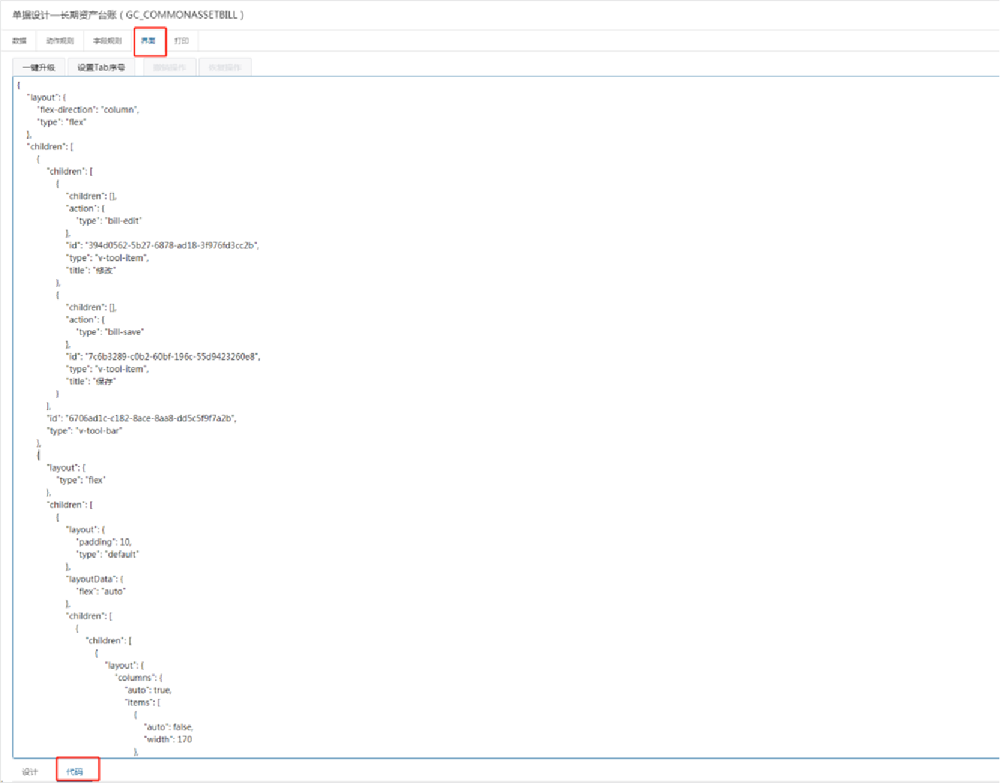 单据设计—长期资产台账 ( GC_COMMONASSETBILL )
数据 动作规则 字段规则 界面 打印
一键升级 设置Tab序号 撤销操作 恢复操作
{
"layout": {
"flex-direction": "column",
"type": "flex"
},
"children": [
{
"children": [
{
"children": [],
"action": {
"type": "bill-edit"
},
"id": "394d0562-5b27-6878-ad18-3f976fd3cc2b",
"type": "v-tool-item",
"title": "修改"
},
{
"children": [],
"action": {
"type": "bill-save"
},
"id": "7c6b3289-c0b2-60bf-196c-55d9423260e8",
"type": "v-tool-item",
"title": "保存"
}
],
"id": "6706ad1c-c182-8ace-8aa8-dd5c5f9f7a2b",
"type": "v-tool-bar"
},
{
"layout": {
"type": "flex"
},
"children": [
{
"layout": {
"padding": 10,
"type": "default"
},
"layoutData": {
"flex": "auto"
},
"children": [
{
"children": [
{
"layout": {
"columns": {
"auto": true,
"items": [
{
"auto": false,
"width": 170
},
设计 代码